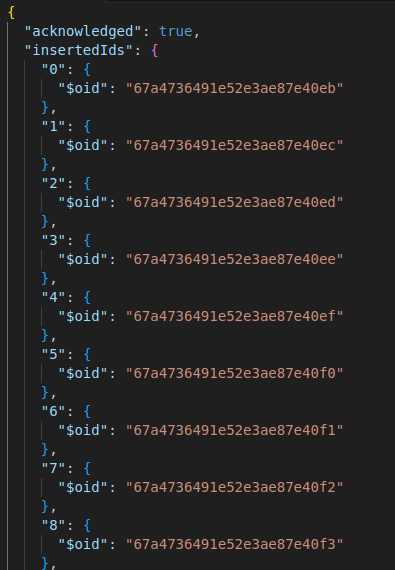 {
"acknowledged": true,
"insertedIds": {
"0": {
"$oid": "67a4736491e52e3ae87e40eb"
},
"1": {
"$oid": "67a4736491e52e3ae87e40ec"
},
"2": {
"$oid": "67a4736491e52e3ae87e40ed"
},
"3": {
"$oid": "67a4736491e52e3ae87e40ee"
},
"4": {
"$oid": "67a4736491e52e3ae87e40ef"
},
"5": {
"$oid": "67a4736491e52e3ae87e40f0"
},
"6": {
"$oid": "67a4736491e52e3ae87e40f1"
},
"7": {
"$oid": "67a4736491e52e3ae87e40f2"
},
"8": {
"$oid": "67a4736491e52e3ae87e40f3"
},